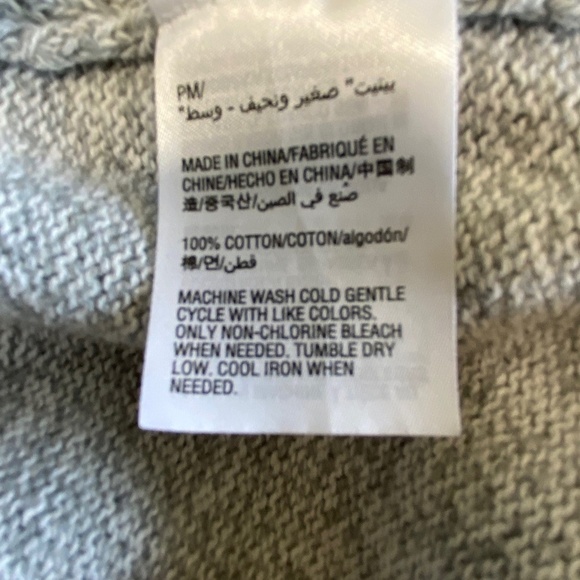 PM/
بيتيت" صغير ونحيف - وسط"
MADE IN CHINA/FABRIQUÉ EN
CHINE/HECHO EN CHINA/中国制
造/중국산/صُنع في الصين
100% COTTON/COTON/algodón/
棉/면/قطن
MACHINE WASH COLD GENTLE
CYCLE WITH LIKE COLORS.
ONLY NON-CHLORINE BLEACH
WHEN NEEDED. TUMBLE DRY
LOW. COOL IRON WHEN
NEEDED.